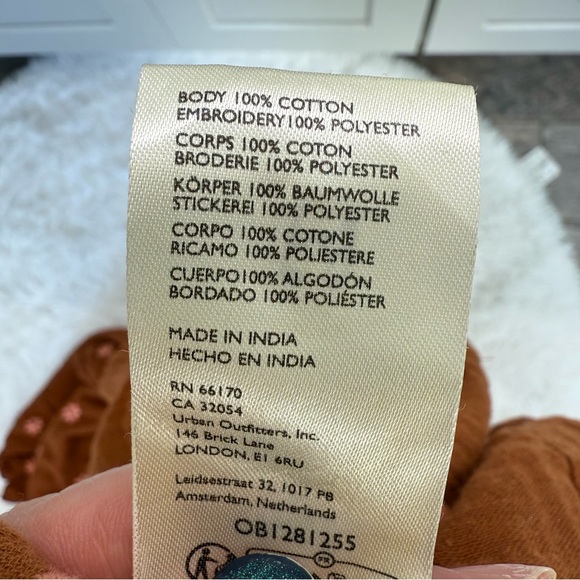 BODY 100% COTTON
EMBROIDERY100% POLYESTER
CORPS 100% COTON
BRODERIE 100% POLYESTER
KÖRPER 100% BAUMWOLLE
STICKEREI 100% POLYESTER
CORPO 100% COTONE
RICAMO 100% POLIESTERE
CUERPO100% ALGODÓN
BORDADO 100% POLIÉSTER
MADE IN INDIA
HECHO EN INDIA
RN 66170
CA 32054
Urban Outfitters, Inc.
146 Brick Lane
LONDON, E1 6RU
Leidsestraat 32, 1017 PB
Amsterdam, Netherlands
OB1281255
FR